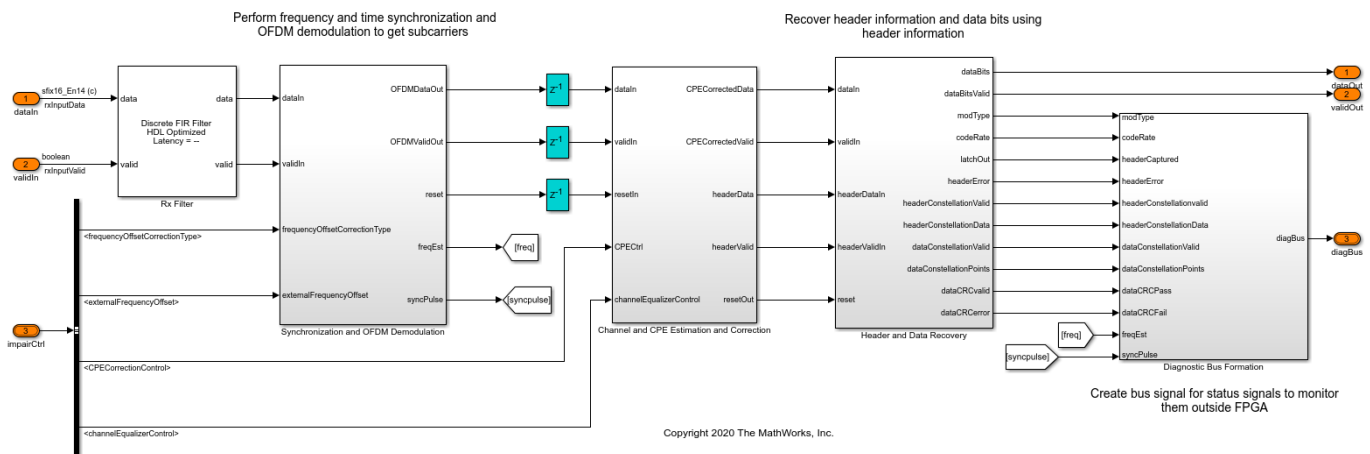 Perform frequency and time synchronization and
OFDM demodulation to get subcarriers
Recover header information and data bits using
header information
1
dataIn
sfix16_En14 (c)
rxInputData
2
validIn
boolean
rxInputValid
data
valid
Discrete FIR Filter
HDL Optimized
Latency = --
data
valid
Rx Filter
3
impairCtrl
<frequencyOffsetCorrectionType>
<externalFrequencyOffset>
<CPECorrectionControl>
<channelEqualizerControl>
dataIn
validIn
frequencyOffsetCorrectionType
externalFrequencyOffset
OFDMDataOut
OFDMValidOut
reset
freqEst
syncPulse
Synchronization and OFDM Demodulation
[freq]
[syncpulse]
z-1
z-1
z-1
dataIn
validIn
resetIn
CPECtrl
channelEqualizerControl
CPECorrectedData
CPECorrectedValid
headerData
headerValid
resetOut
Channel and CPE Estimation and Correction
dataIn
validIn
headerDataIn
headerValidIn
reset
dataBits
dataBitsValid
modType
codeRate
latchOut
headerError
headerConstellationValid
headerConstellationData
dataConstellationValid
dataConstellationPoints
dataCRCvalid
dataCRCerror
Header and Data Recovery
[freq]
[syncpulse]
modType
codeRate
headerCaptured
headerError
headerConstellationvalid
headerConstellationData
dataConstellationValid
dataConstellationPoints
dataCRCPass
dataCRCFail
freqEst
syncPulse
diagBus
Diagnostic Bus Formation
1
dataOut
2
validOut
3
diagBus
Create bus signal for status signals to monitor
them outside FPGA
Copyright 2020 The MathWorks, Inc.